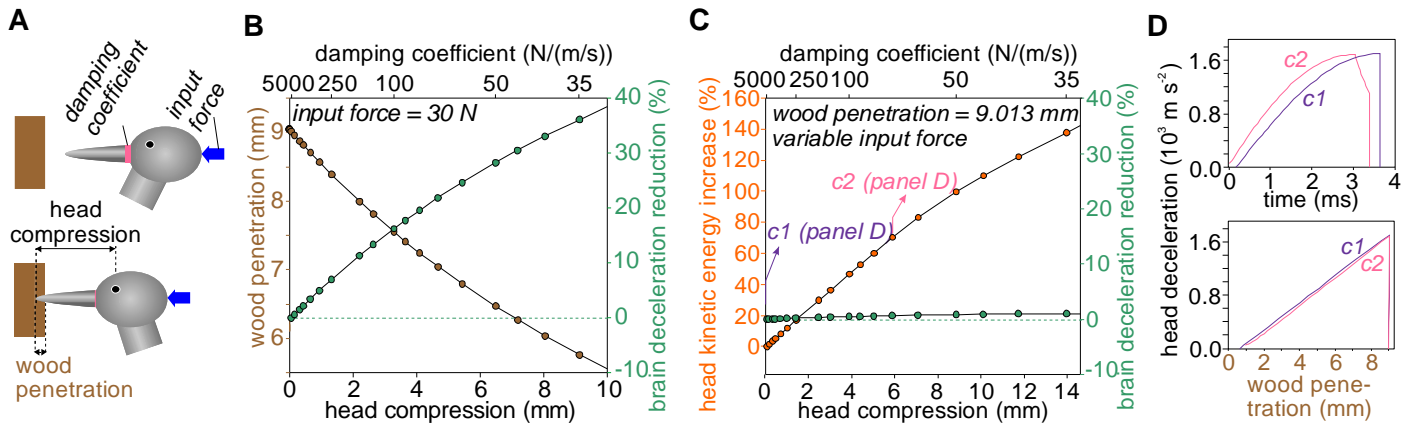 A
damping
coefficient
input
force
head
compression
wood
penetration
B
damping coefficient (N/(m/s))
5000 250 100 50 35
input force = 30 N
wood penetration (mm)
9
8
7
6
brain deceleration reduction (%)
40
30
20
10
0
-10
0 2 4 6 8 10
head compression (mm)
C
damping coefficient (N/(m/s))
5000 250 100 50 35
wood penetration = 9.013 mm
variable input force
head kinetic energy increase (%)
160
140
120
100
80
60
40
20
0
c2 (panel D)
c1 (panel D)
brain deceleration reduction (%)
40
30
20
10
0
-10
0 2 4 6 8 10 12 14
head compression (mm)
D
head deceleration (10³ m s⁻²)
1.6
0.8
0.0
c2
c1
0 1 2 3 4
time (ms)
1.6
0.8
0.0
c1
c2
0 2 4 6 8
wood pene-
tration (mm)